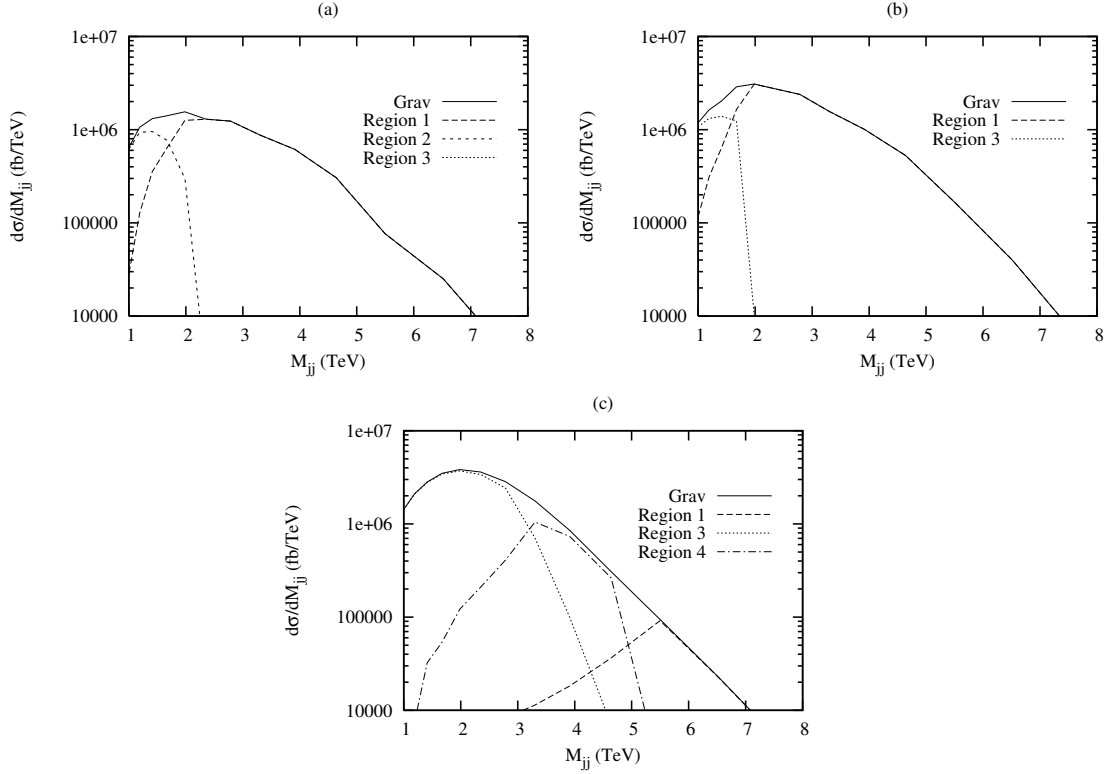 (a)
1e+07
1e+06
100000
10000
dσ/dM_jj (fb/TeV)
Grav
Region 1
Region 2
Region 3
1 2 3 4 5 6 7 8
M_jj (TeV)
(b)
1e+07
1e+06
100000
10000
dσ/dM_jj (fb/TeV)
Grav
Region 1
Region 3
1 2 3 4 5 6 7 8
M_jj (TeV)
(c)
1e+07
1e+06
100000
10000
dσ/dM_jj (fb/TeV)
Grav
Region 1
Region 3
Region 4
1 2 3 4 5 6 7 8
M_jj (TeV)